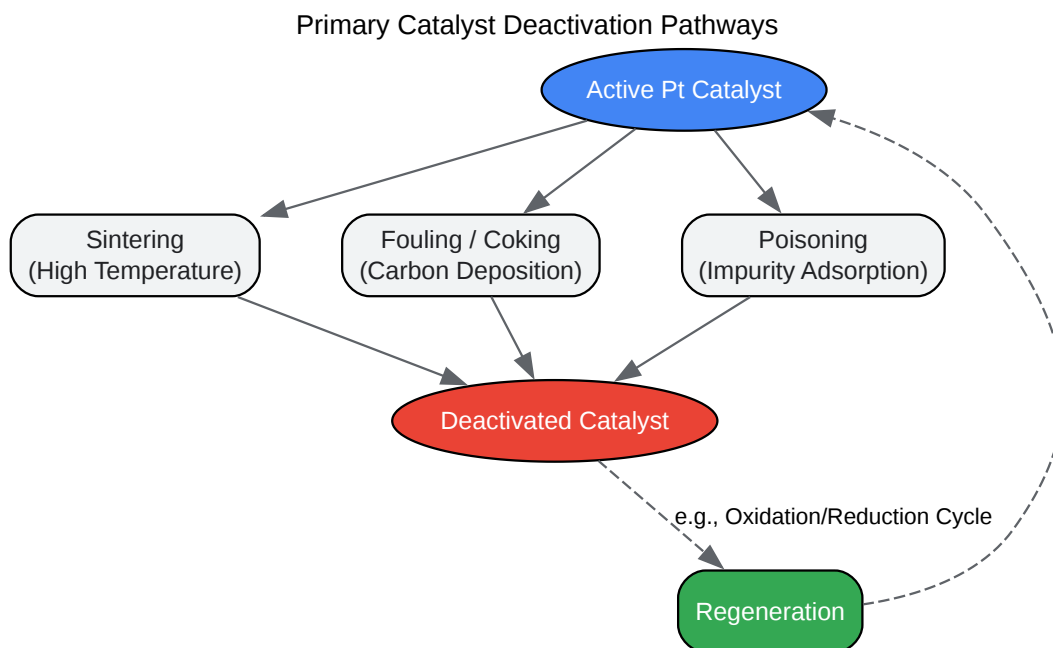 Primary Catalyst Deactivation Pathways
Active Pt Catalyst
Sintering
(High Temperature)
Fouling / Coking
(Carbon Deposition)
Poisoning
(Impurity Adsorption)
Deactivated Catalyst
e.g., Oxidation/Reduction Cycle
Regeneration